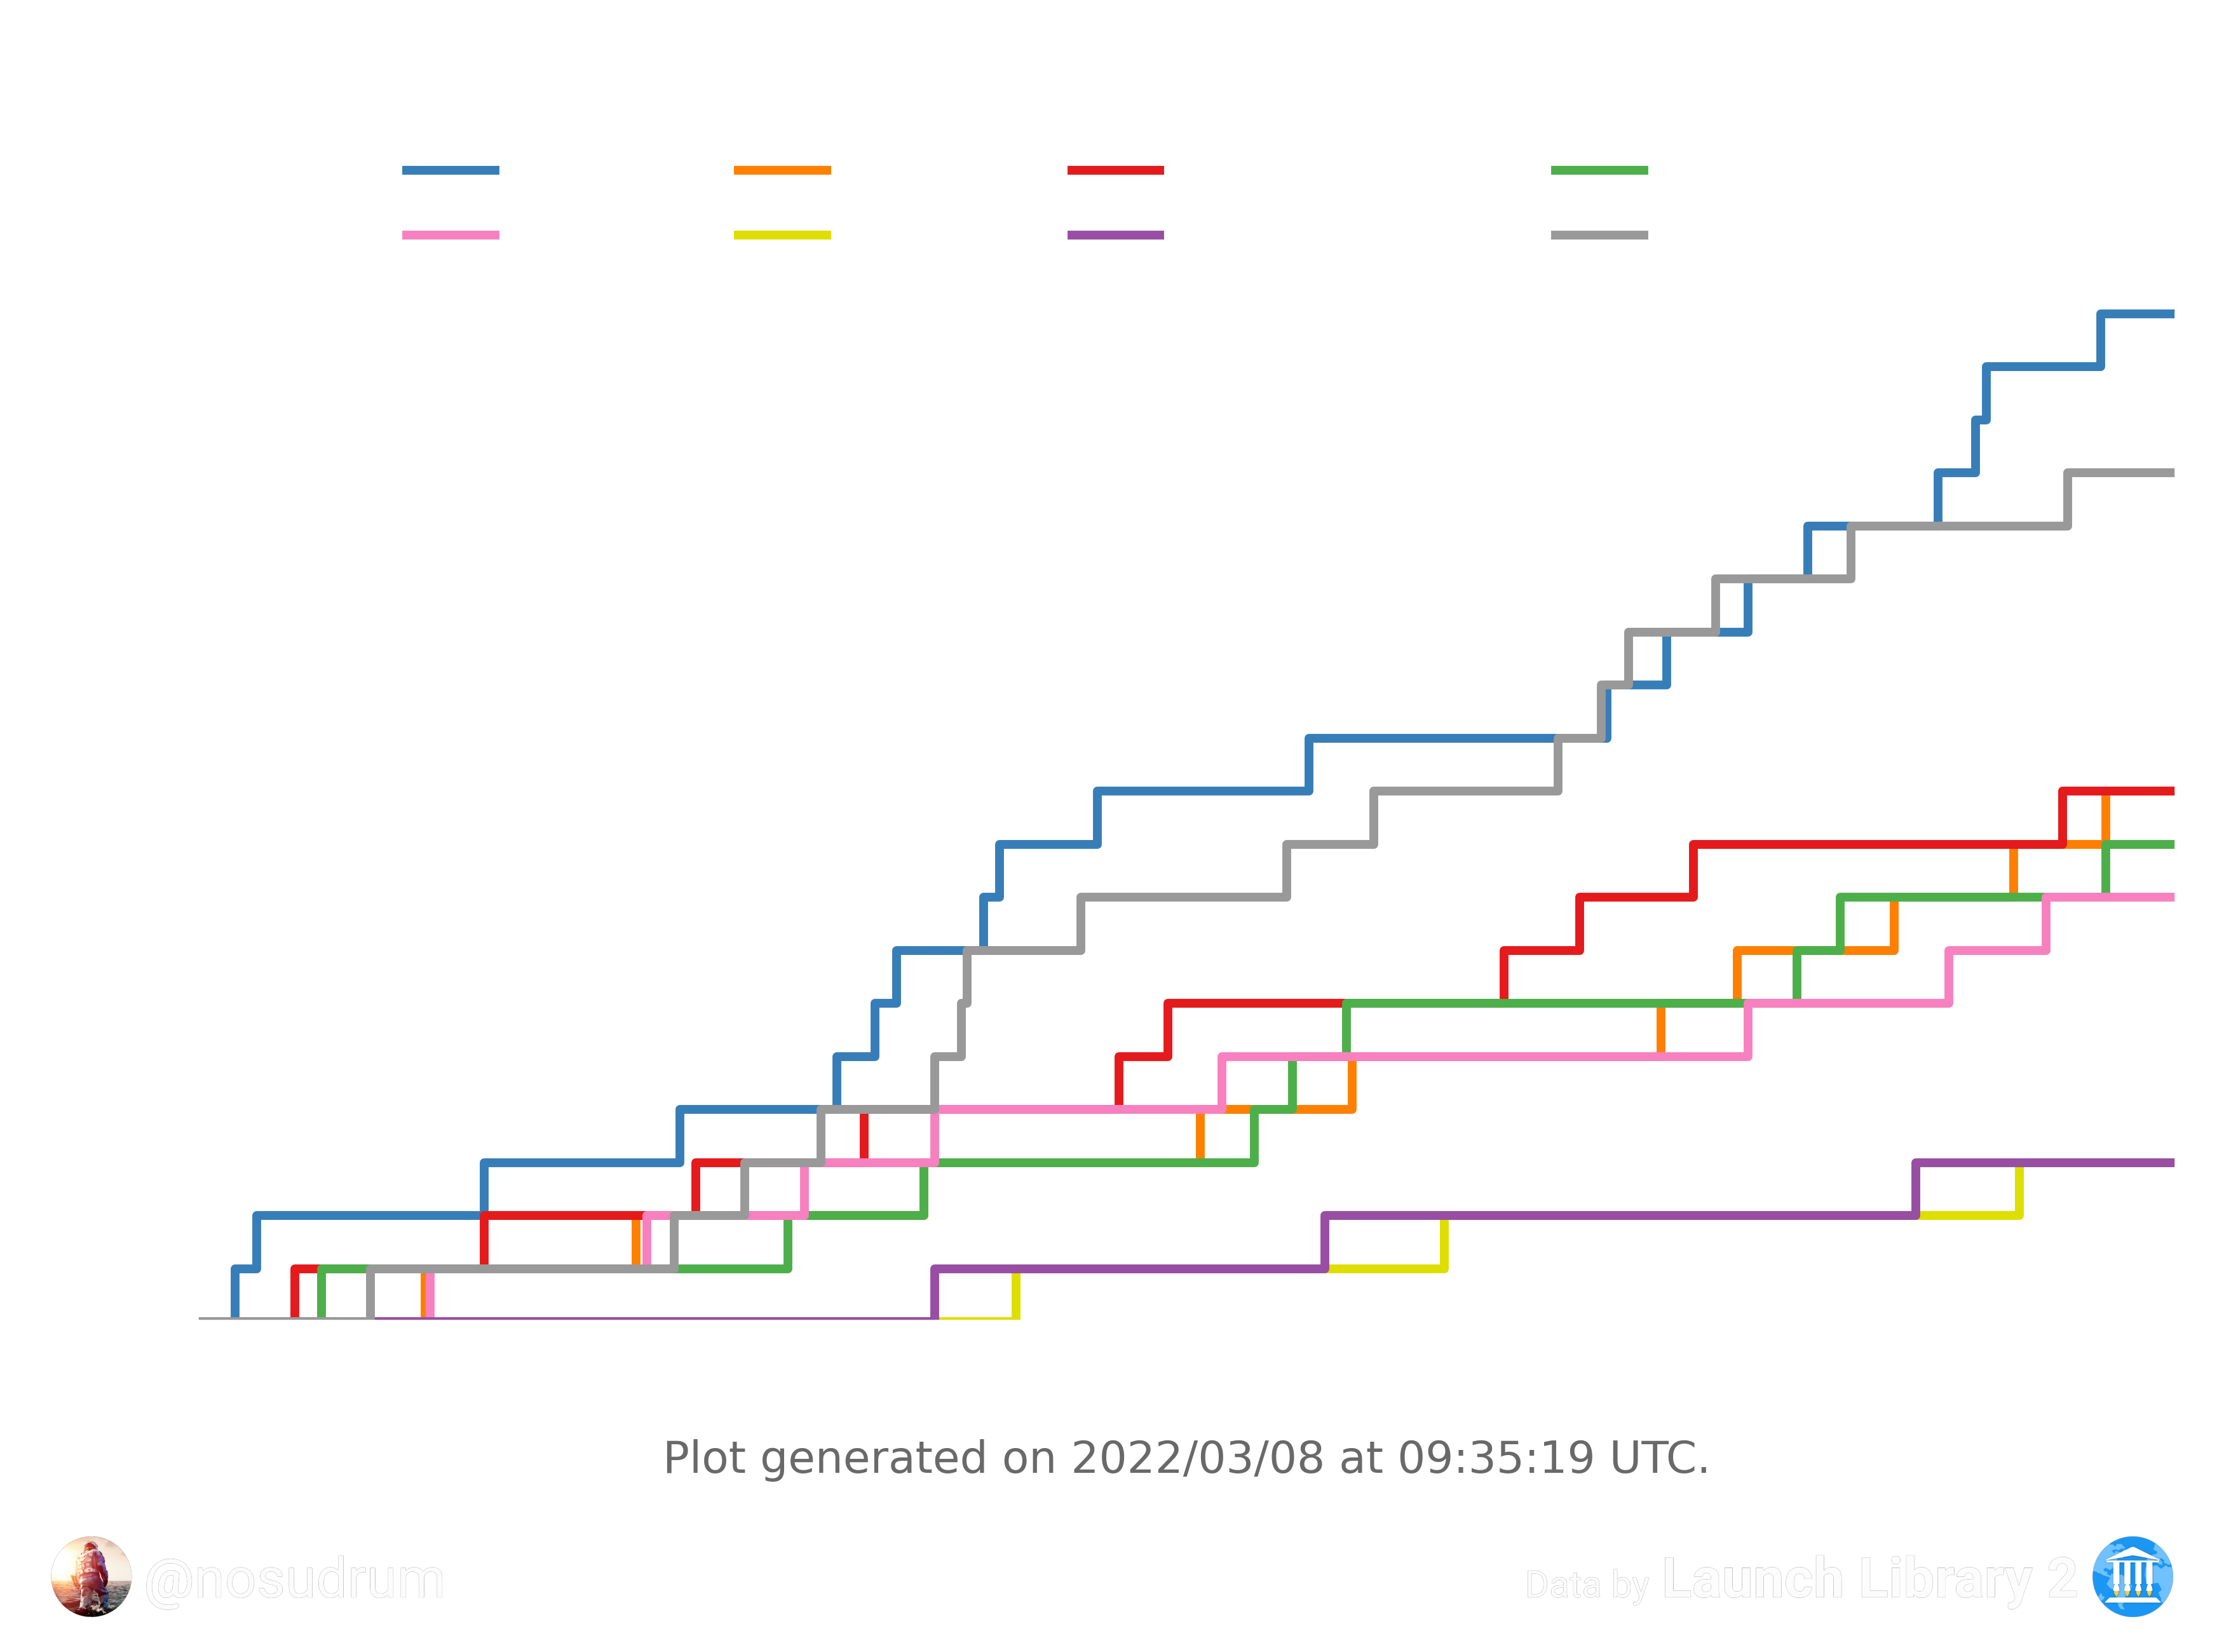 Plot generated on 2022/03/08 at 09:35:19 UTC.
@nosudrum
Data by Launch Library 2